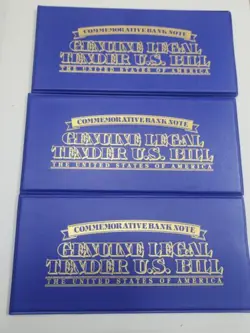 COMMEMORATIVE BANK NOTE
GENUINE LEGAL
TENDER U.S. BILL
THE UNITED STATES OF AMERICA
COMMEMORATIVE BANK NOTE
GENUINE LEGAL
TENDER U.S. BILL
THE UNITED STATES OF AMERICA
COMMEMORATIVE BANK NOTE
GENUINE LEGAL
TENDER U.S. BILL
THE UNITED STATES OF AMERICA